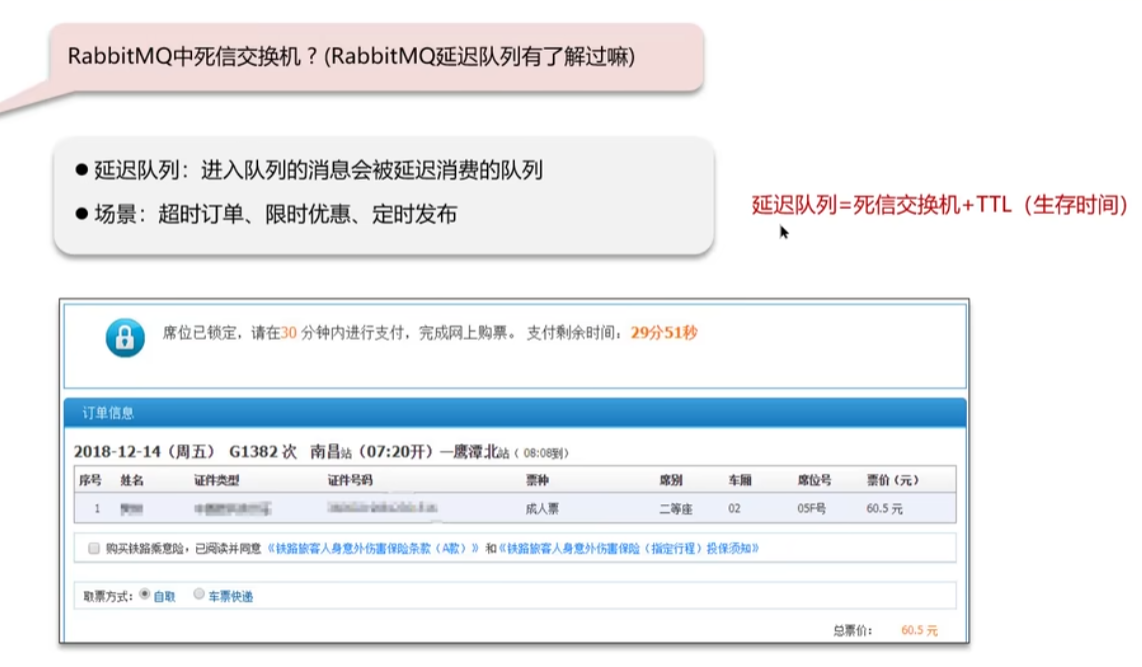 RabbitMQ中死信交换机？(RabbitMQ延迟队列有了解过嘛)
● 延迟队列：进入队列的消息会被延迟消费的队列
● 场景：超时订单、限时优惠、定时发布
延迟队列=死信交换机+TTL（生存时间）
席位已锁定，请在30 分钟内进行支付，完成网上购票。 支付剩余时间：29分51秒
订单信息
2018-12-14（周五） G1382 次 南昌站（07:20开）—鹰潭北站（08:08到）
序号 姓名 证件类型 证件号码 票种 席别 车厢 席位号 票价（元）
1 成人票 二等座 02 05F号 60.5 元
购买铁路乘意险，已阅读并同意《铁路旅客人身意外伤害保险条款（A款）》和《铁路旅客人身意外伤害保险（指定行程）投保须知》
取票方式： 自取 车票快递
总票价： 60.5 元